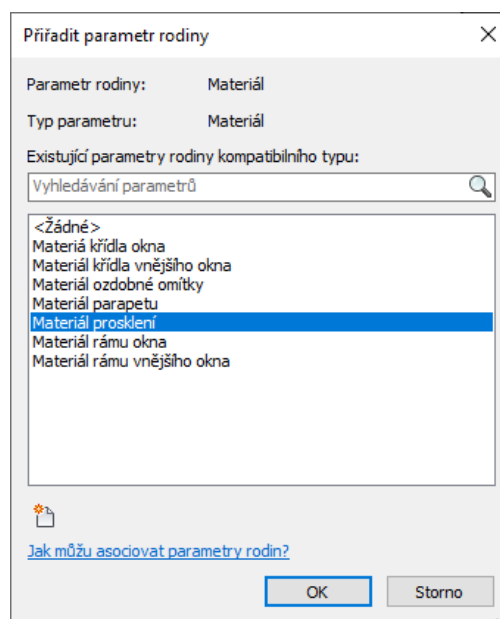 Přiřadit parametr rodiny
Parametr rodiny: Materiál
Typ parametru: Materiál
Existující parametry rodiny kompatibilního typu:
Vyhledávání parametrů
<Žádné>
Materiá křídla okna
Materiál křídla vnějšího okna
Materiál ozdobné omítky
Materiál parapetu
Materiál prosklení
Materiál rámu okna
Materiál rámu vnějšího okna
Jak můžu asociovat parametry rodin?
OK Storno